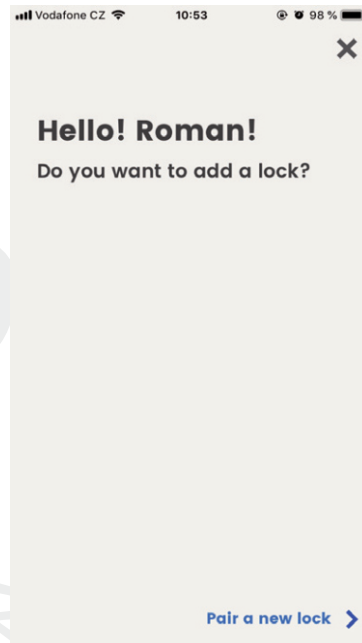 Vodafone CZ 10:53 98 %
Hello! Roman!
Do you want to add a lock?
Pair a new lock